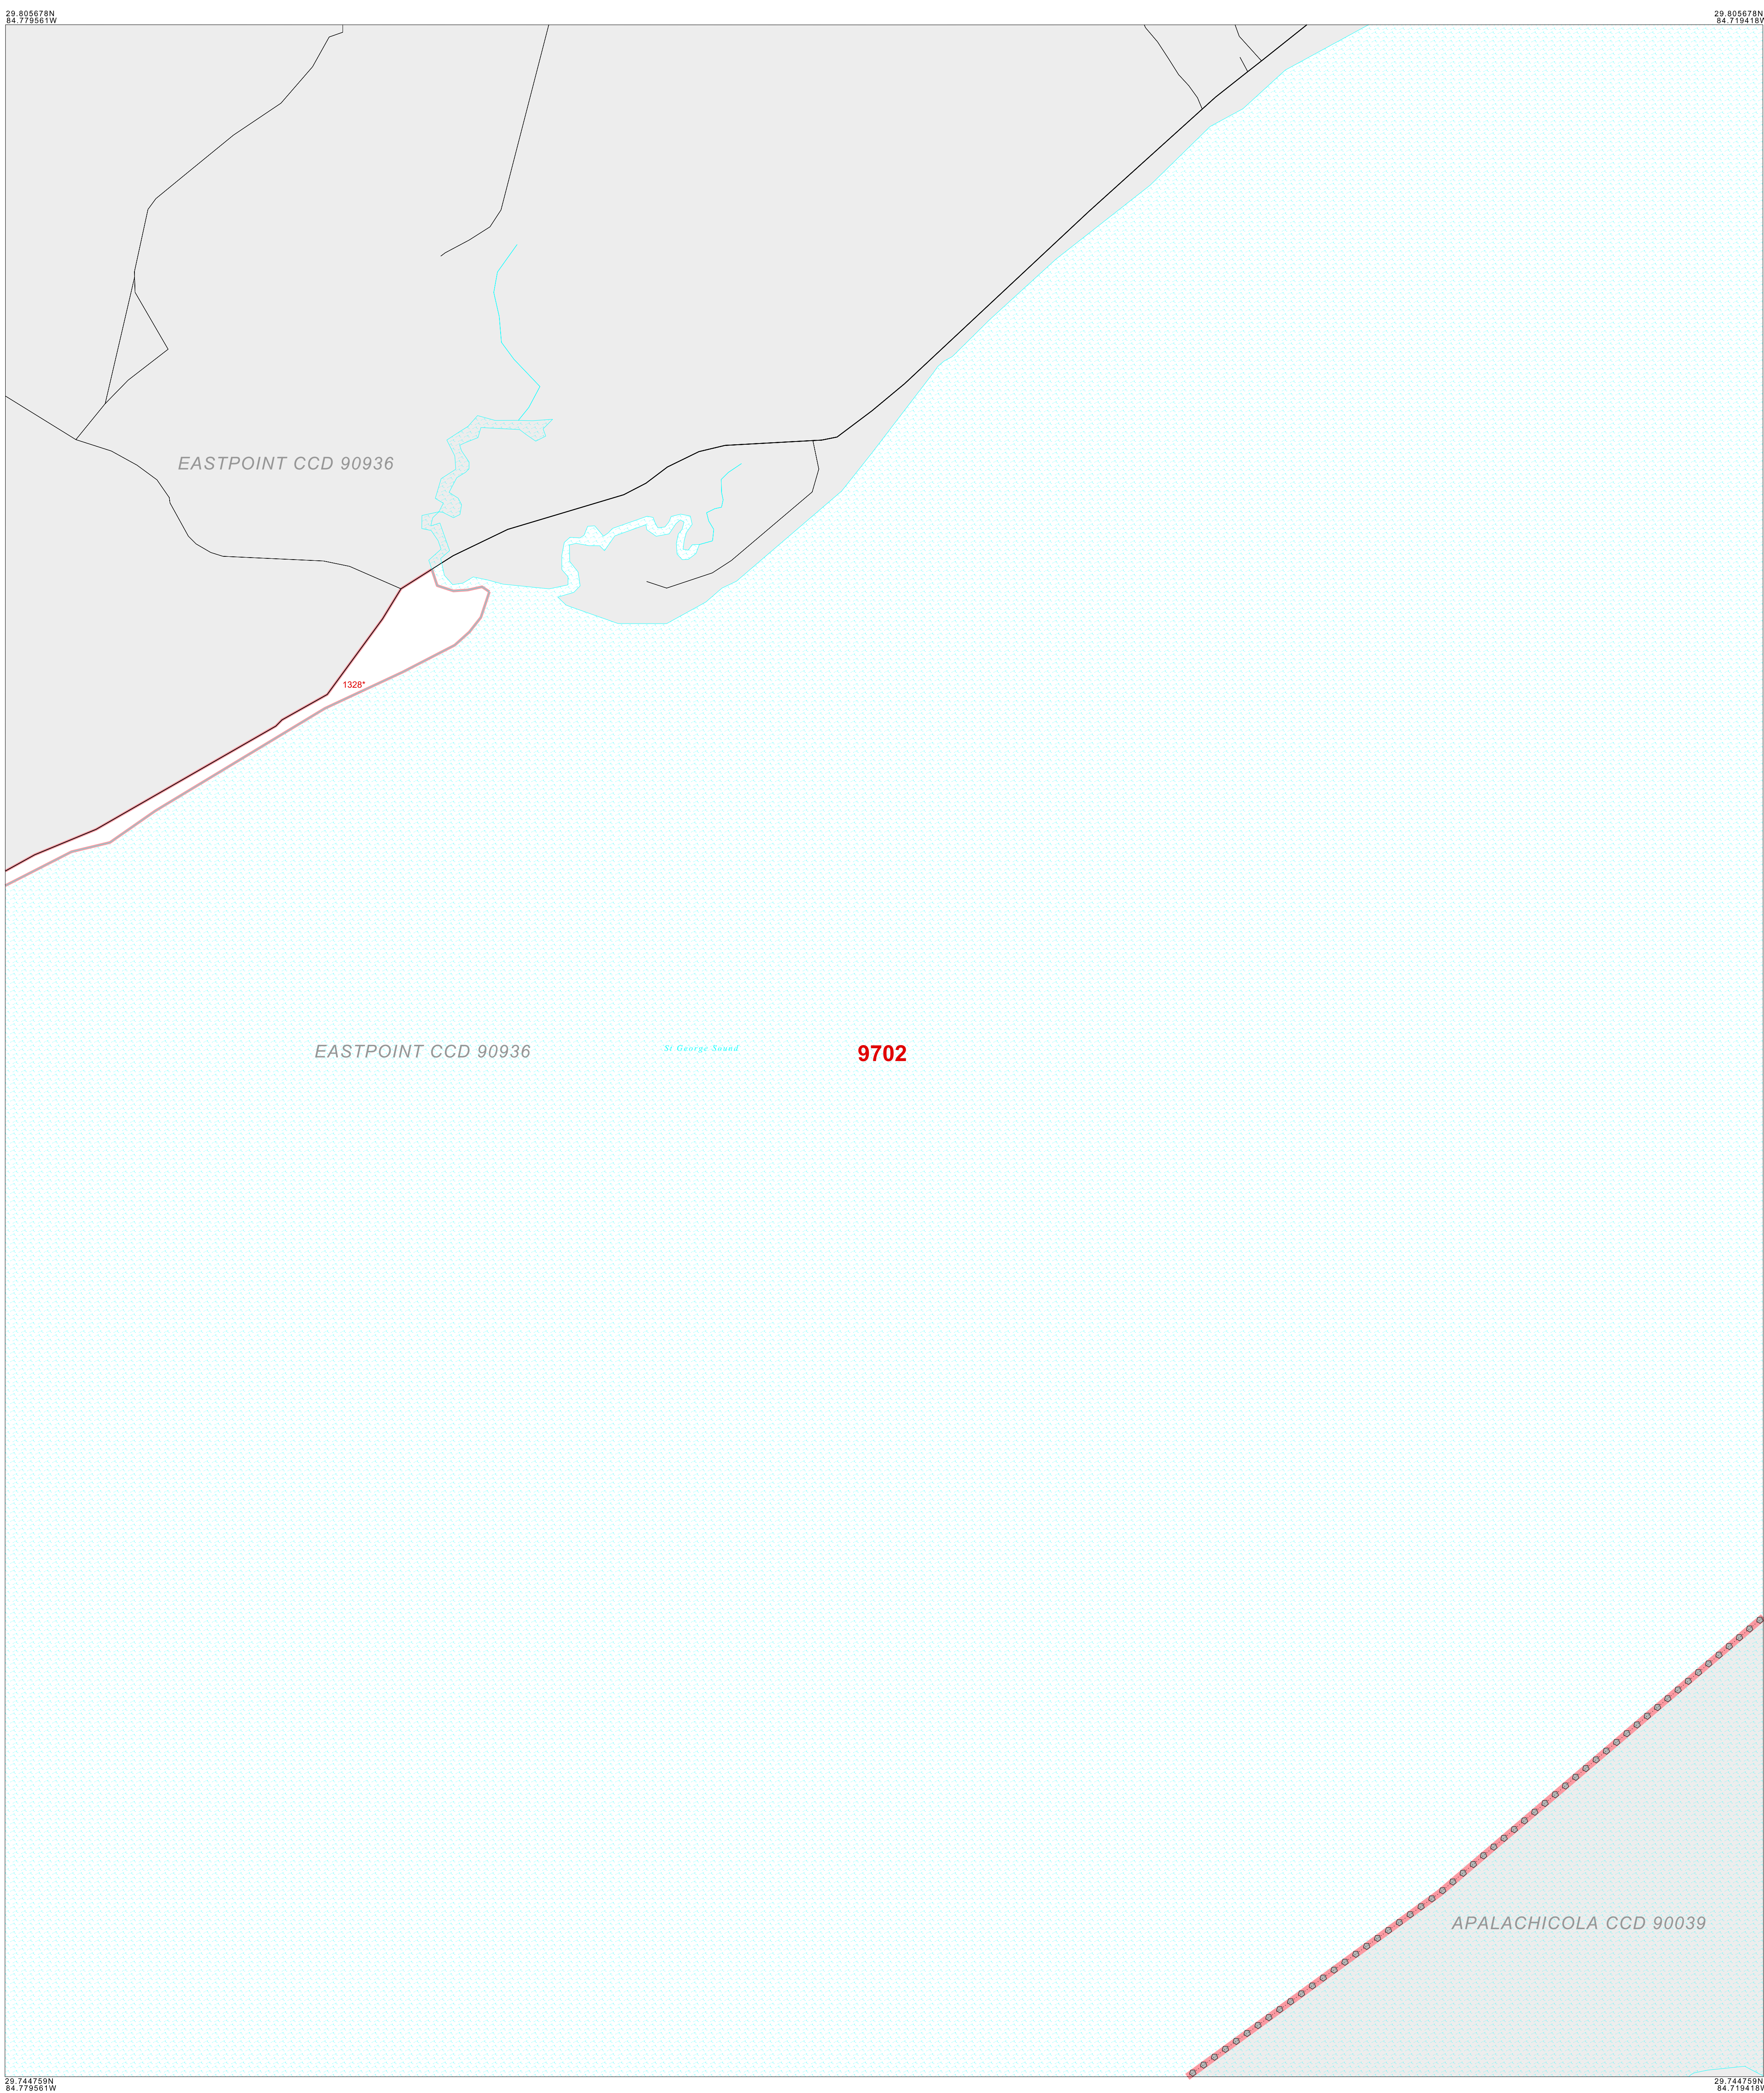 29.805678N
84.779561W
29.805678N
84.719418W
EASTPOINT CCD 90936
1328*
EASTPOINT CCD 90936
St George Sound
9702
APALACHICOLA CCD 90039
29.744759N
84.779561W
29.744759N
84.719418W